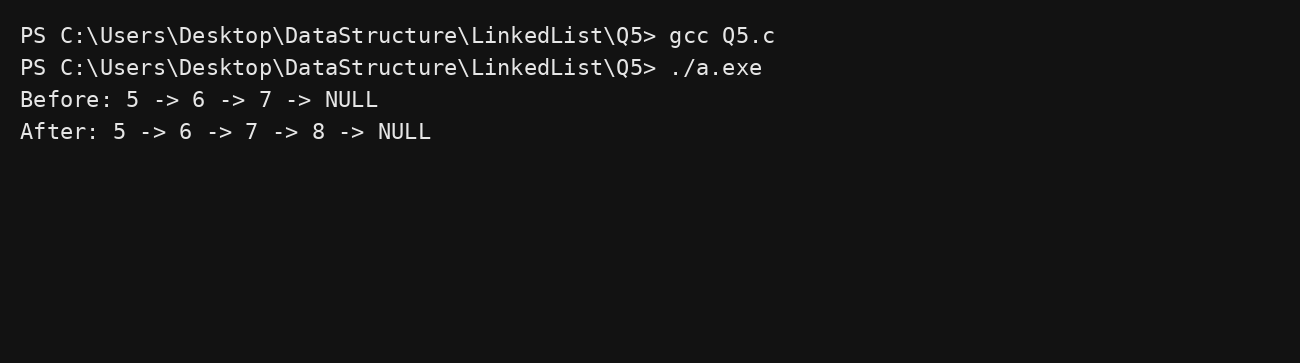 PS C:\Users\Desktop\DataStructure\LinkedList\Q5> gcc Q5.c
PS C:\Users\Desktop\DataStructure\LinkedList\Q5> ./a.exe
Before: 5 -> 6 -> 7 -> NULL
After: 5 -> 6 -> 7 -> 8 -> NULL